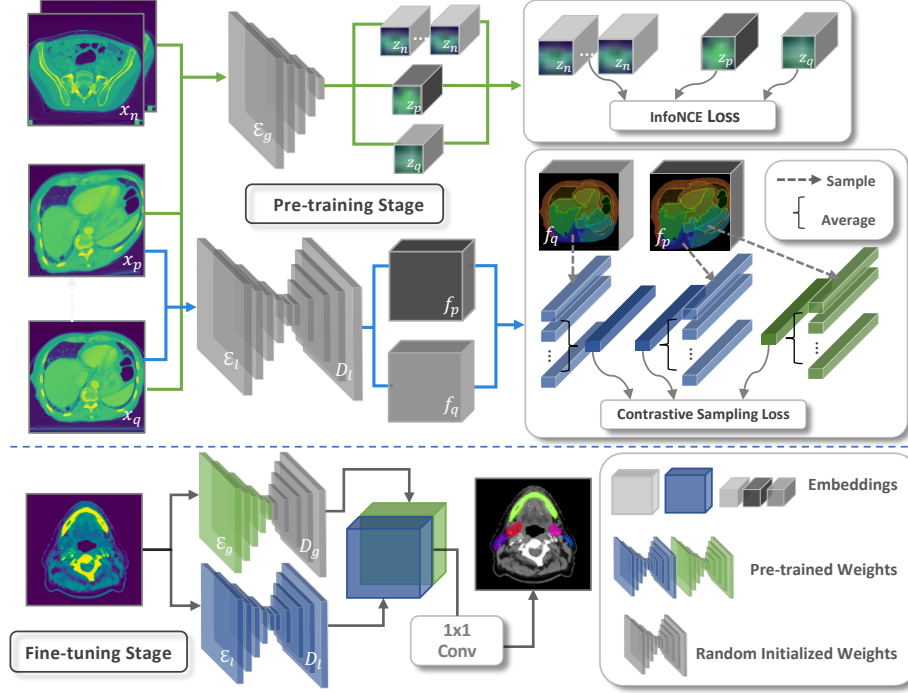 x_n
ℰ_g
z_n ... z_n
z_p
z_q
z_n ... z_n
z_p
z_q
InfoNCE Loss
Pre-training Stage
x_p
x_q
ℰ_l
D_l
f_p
f_q
f_q
f_p
Sample
Average
...
...
...
Contrastive Sampling Loss
Fine-tuning Stage
ℰ_g
D_g
ℰ_l
D_l
1x1
Conv
Embeddings
Pre-trained Weights
Random Initialized Weights